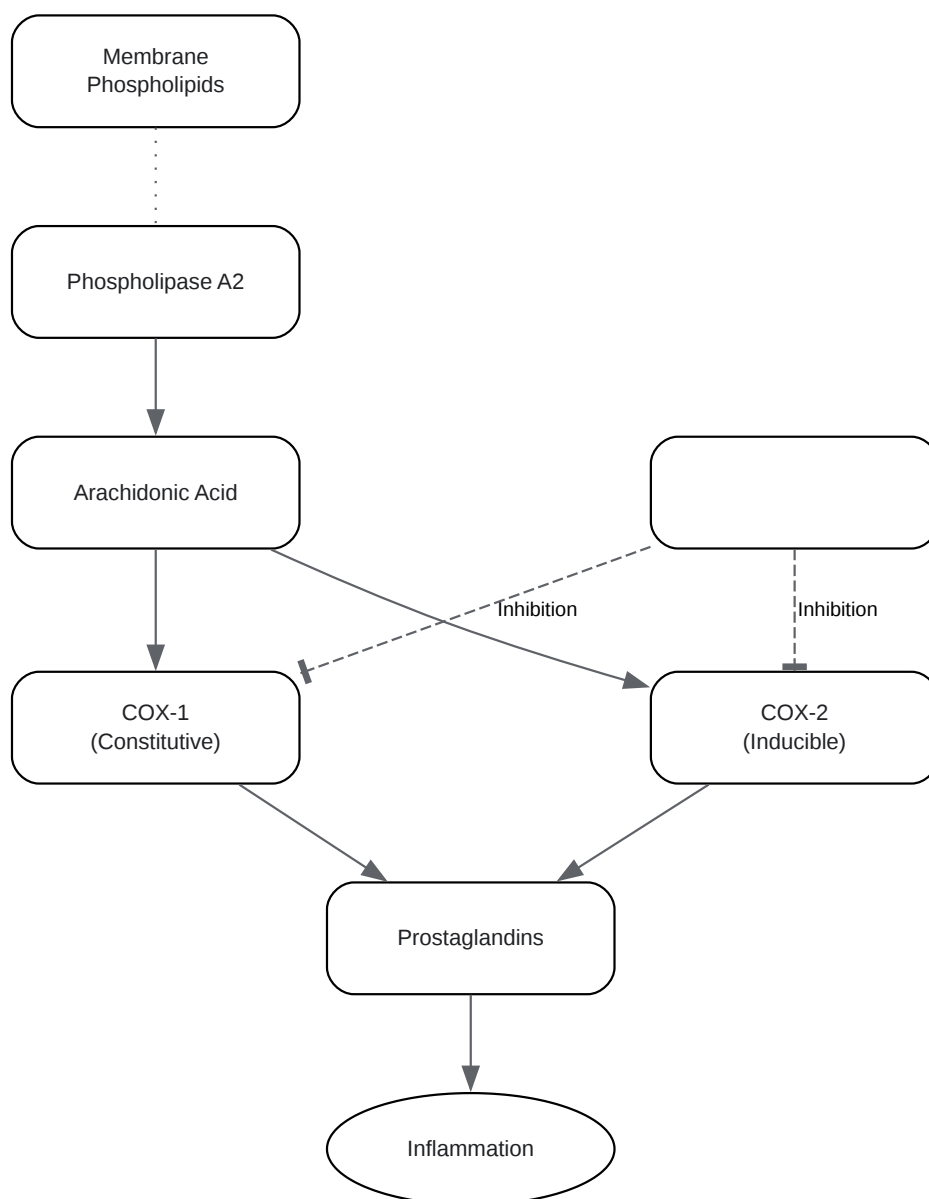 Membrane
Phospholipids
Phospholipase A2
Arachidonic Acid
Inhibition
Inhibition
COX-1
(Constitutive)
COX-2
(Inducible)
Prostaglandins
Inflammation